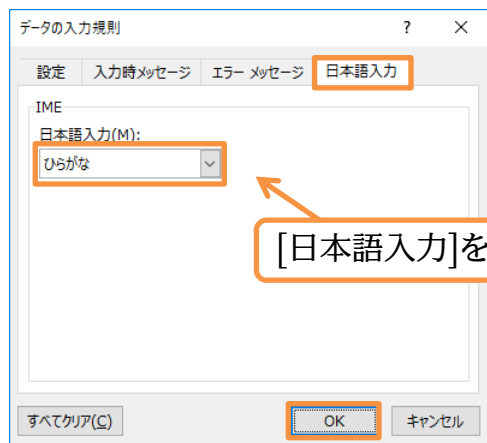 データの入力規則 ? ×
設定 入力時メッセージ エラー メッセージ 日本語入力
IME
日本語入力(M):
ひらがな
[日本語入力]を
すべてクリア(C) OK キャンセル